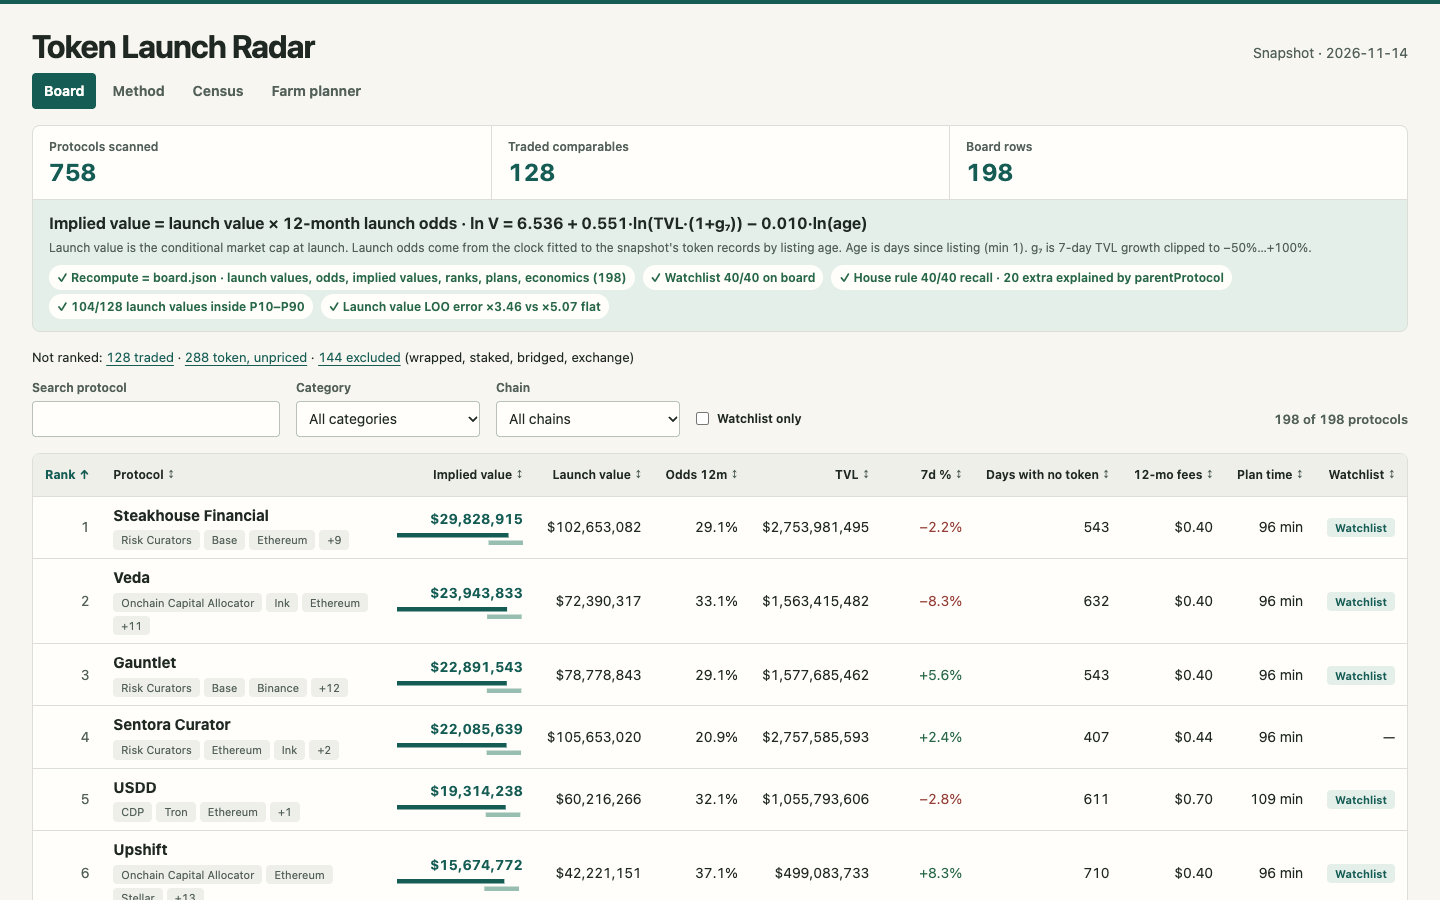 Token Launch Radar
Snapshot · 2026-11-14
Board Method Census Farm planner
Protocols scanned Traded comparables Board rows
758 128 198
Implied value = launch value × 12-month launch odds · ln V = 6.536 + 0.551·ln(TVL·(1+g₇)) − 0.010·ln(age)
Launch value is the conditional market cap at launch. Launch odds come from the clock fitted to the snapshot's token records by listing age. Age is days since listing (min 1). g₇ is 7-day TVL growth clipped to −50%…+100%.
✓ Recompute = board.json · launch values, odds, implied values, ranks, plans, economics (198) ✓ Watchlist 40/40 on board ✓ House rule 40/40 recall · 20 extra explained by parentProtocol
✓ 104/128 launch values inside P10–P90 ✓ Launch value LOO error ×3.46 vs ×5.07 flat
Not ranked: 128 traded · 288 token, unpriced · 144 excluded (wrapped, staked, bridged, exchange)
Search protocol Category Chain
All categories All chains Watchlist only 198 of 198 protocols
Rank ↑ Protocol ↕ Implied value ↕ Launch value ↕ Odds 12m ↕ TVL ↕ 7d % ↕ Days with no token ↕ 12-mo fees ↕ Plan time ↕ Watchlist ↕
1 Steakhouse Financial $29,828,915 $102,653,082 29.1% $2,753,981,495 −2.2% 543 $0.40 96 min Watchlist
Risk Curators Base Ethereum +9
2 Veda $23,943,833 $72,390,317 33.1% $1,563,415,482 −8.3% 632 $0.40 96 min Watchlist
Onchain Capital Allocator Ink Ethereum
+11
3 Gauntlet $22,891,543 $78,778,843 29.1% $1,577,685,462 +5.6% 543 $0.40 96 min Watchlist
Risk Curators Base Binance +12
4 Sentora Curator $22,085,639 $105,653,020 20.9% $2,757,585,593 +2.4% 407 $0.44 96 min —
Risk Curators Ethereum Ink +2
5 USDD $19,314,238 $60,216,266 32.1% $1,055,793,606 −2.8% 611 $0.70 109 min Watchlist
CDP Tron Ethereum +1
6 Upshift $15,674,772 $42,221,151 37.1% $499,083,733 +8.3% 710 $0.40 96 min Watchlist
Onchain Capital Allocator Ethereum
Stellar +13